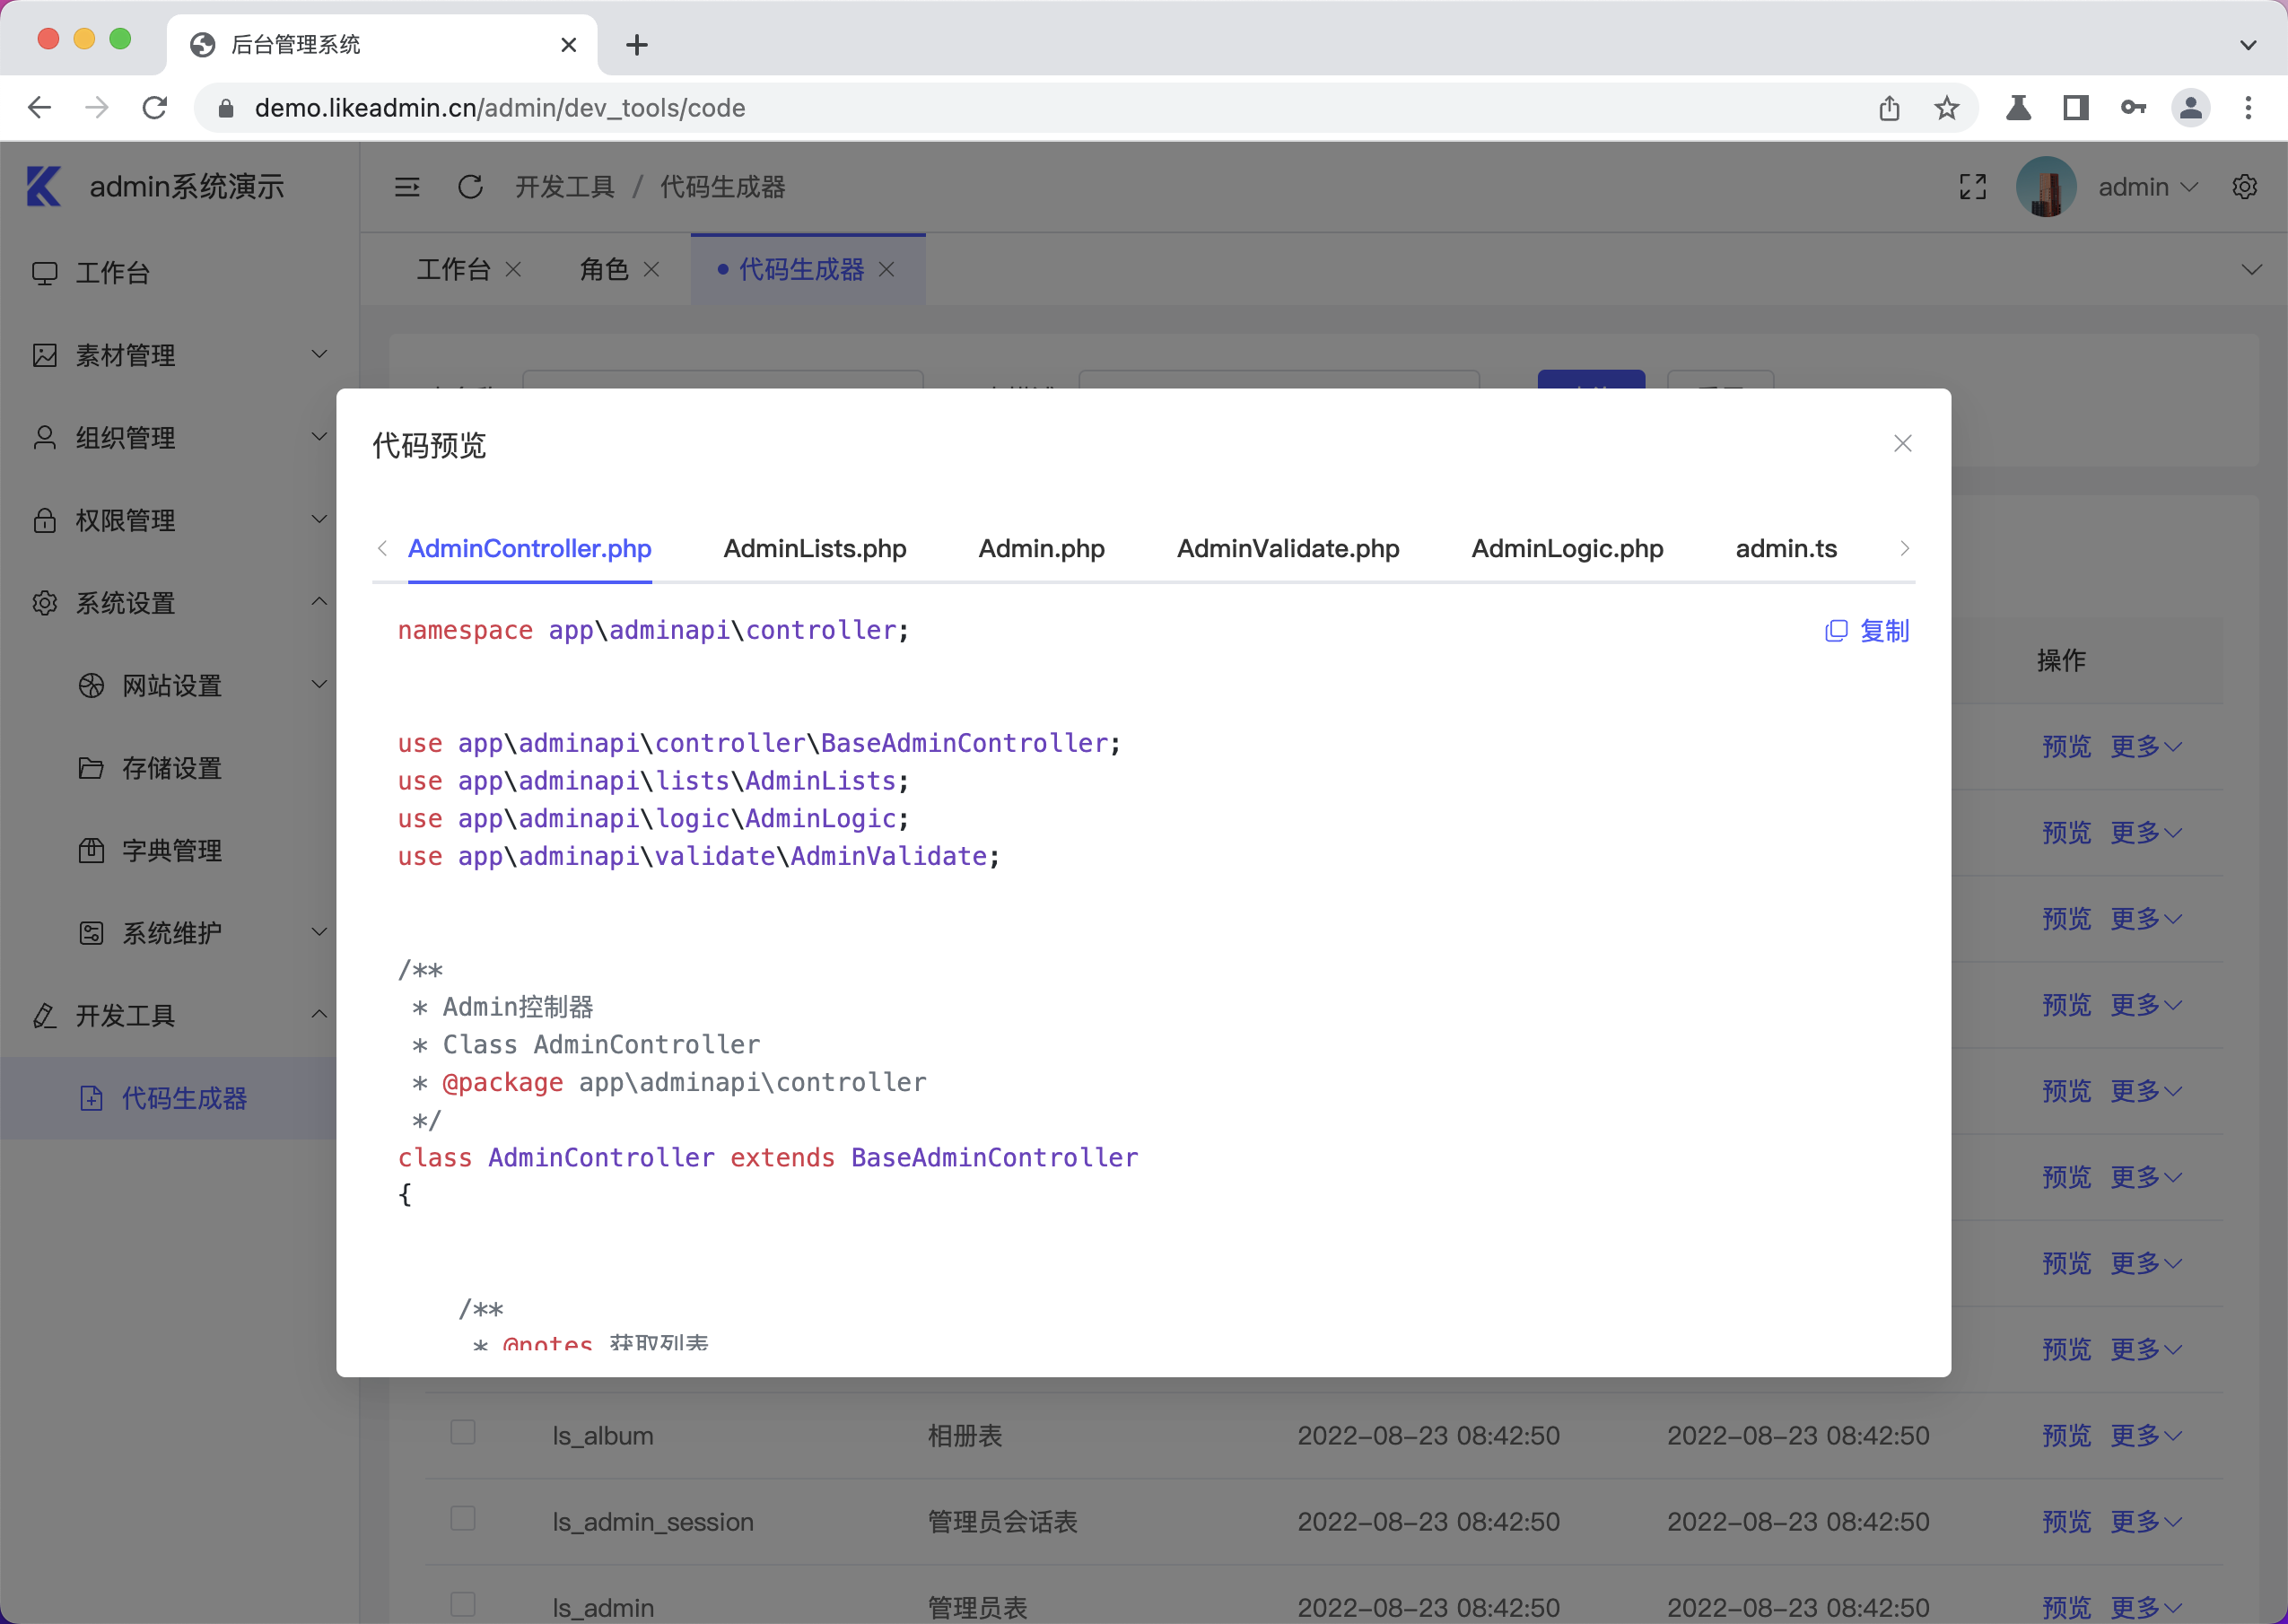 后台管理系统
demo.likeadmin.cn/admin/dev_tools/code
admin系统演示
开发工具 / 代码生成器
admin
工作台
角色
代码生成器
工作台
素材管理
组织管理
权限管理
系统设置
网站设置
存储设置
字典管理
系统维护
开发工具
代码生成器
代码预览
AdminController.php AdminLists.php Admin.php AdminValidate.php AdminLogic.php admin.ts
复制
namespace app\adminapi\controller;
use app\adminapi\controller\BaseAdminController;
use app\adminapi\lists\AdminLists;
use app\adminapi\logic\AdminLogic;
use app\adminapi\validate\AdminValidate;
/**
* Admin控制器
* Class AdminController
* @package app\adminapi\controller
*/
class AdminController extends BaseAdminController
{
/**
* @notes 获取列表
操作
预览 更多
预览 更多
预览 更多
预览 更多
预览 更多
预览 更多
预览 更多
预览 更多
ls_album 相册表 2022-08-23 08:42:50 2022-08-23 08:42:50 预览 更多
ls_admin_session 管理员会话表 2022-08-23 08:42:50 2022-08-23 08:42:50 预览 更多
ls_admin 管理员表 2022-08-23 08:42:50 2022-08-23 08:42:50 预览 更多